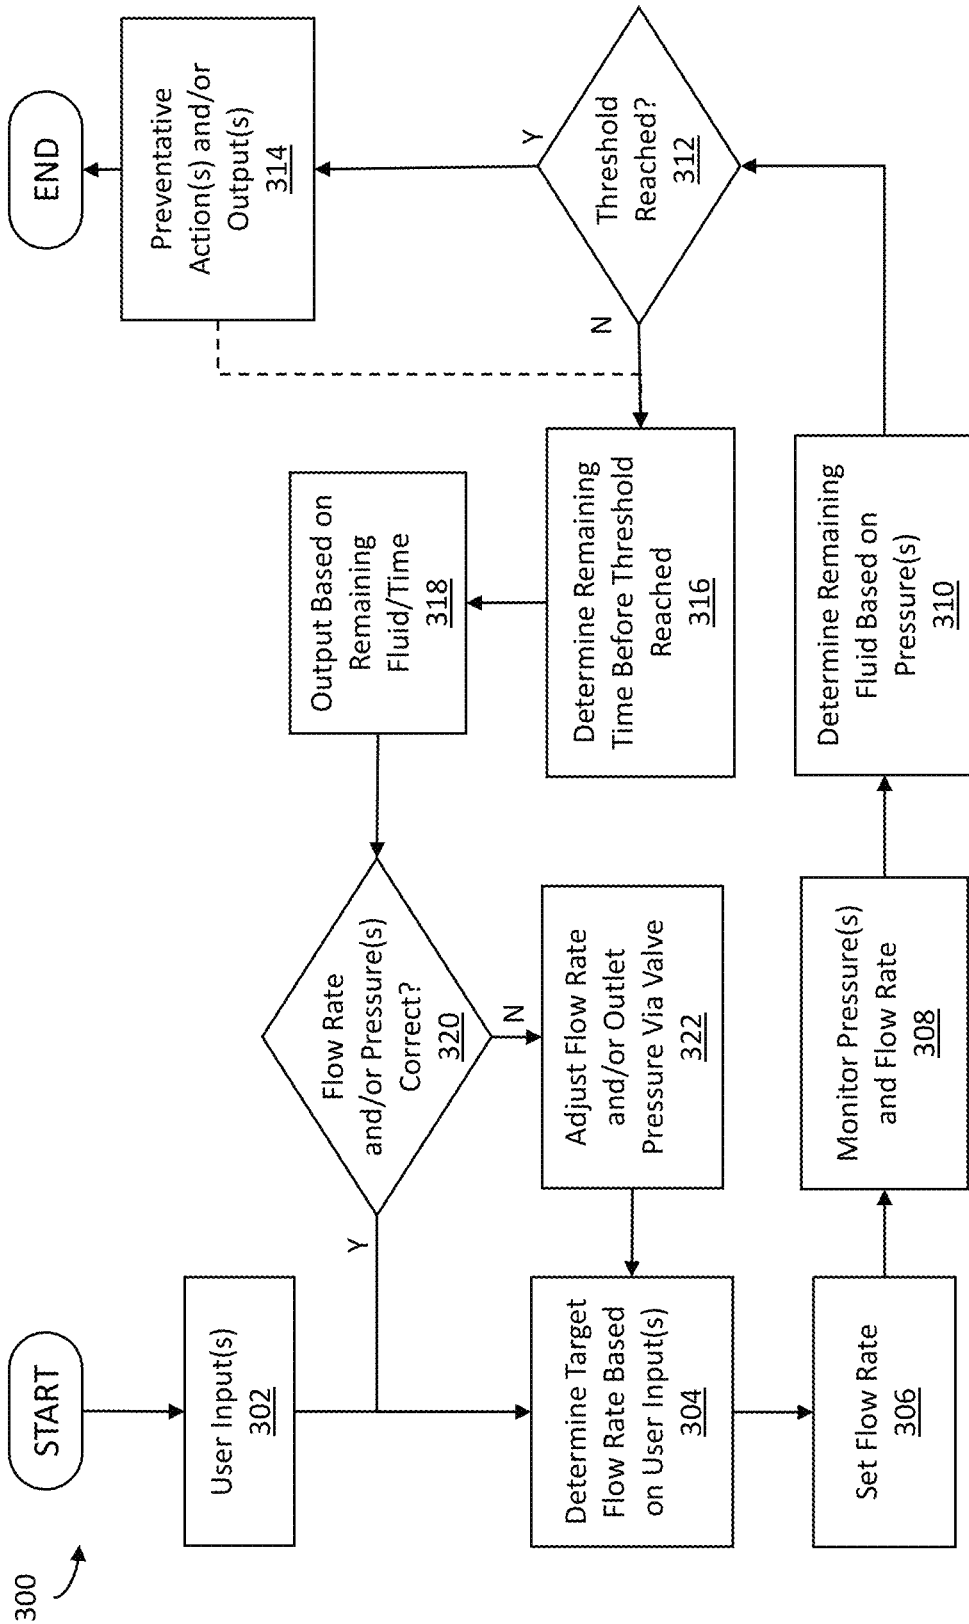 300
START
User Input(s)
302
Determine Target
Flow Rate Based
on User Input(s)
304
Set Flow Rate
306
Monitor Pressure(s)
and Flow Rate
308
Determine Remaining
Fluid Based on
Pressure(s)
310
Threshold
Reached?
312
Y
N
Preventative
Action(s) and/or
Output(s)
314
END
Determine Remaining
Time Before Threshold
Reached
316
Output Based on
Remaining
Fluid/Time
318
Flow Rate
and/or Pressure(s)
Correct?
320
Y
N
Adjust Flow Rate
and/or Outlet
Pressure Via Valve
322